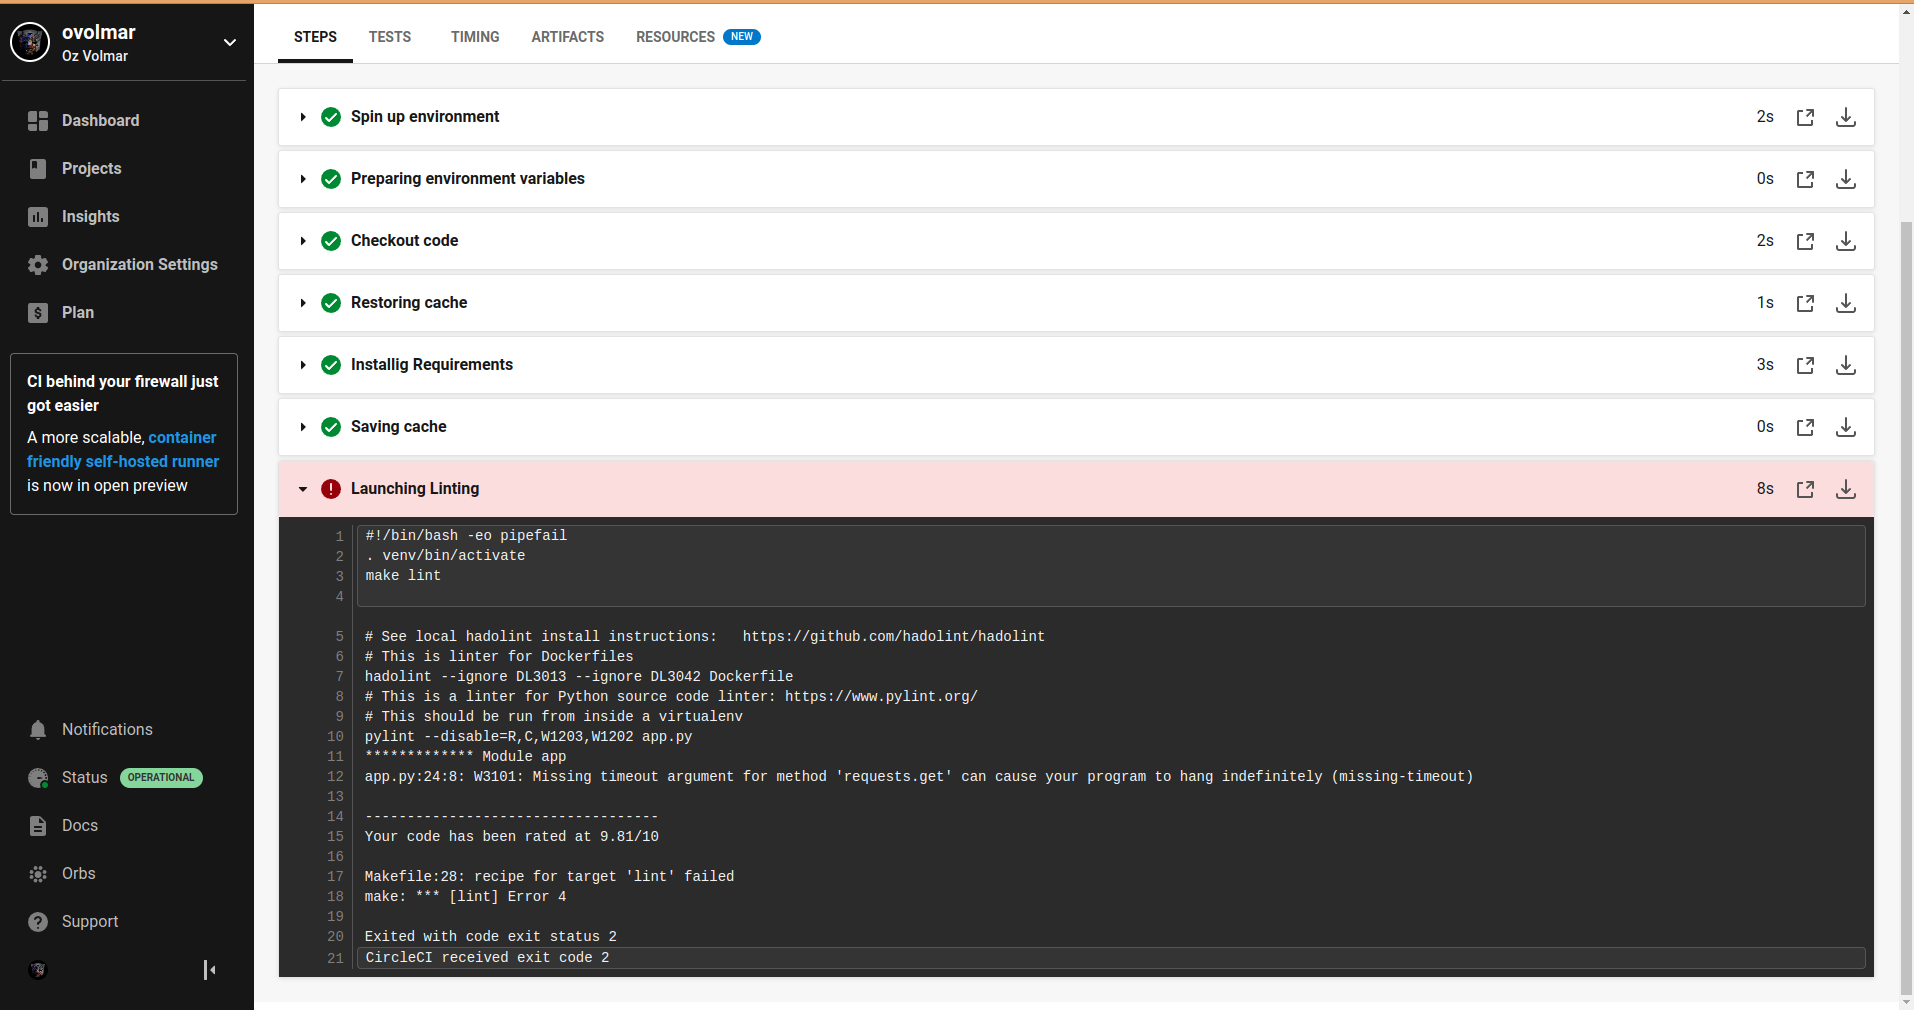 ovolmar
Oz Volmar
Dashboard
Projects
Insights
Organization Settings
Plan
CI behind your firewall just
got easier
A more scalable, container
friendly self-hosted runner
is now in open preview
Notifications
Status OPERATIONAL
Docs
Orbs
Support
STEPS TESTS TIMING ARTIFACTS RESOURCES NEW
Spin up environment 2s
Preparing environment variables 0s
Checkout code 2s
Restoring cache 1s
Installig Requirements 3s
Saving cache 0s
Launching Linting 8s
1 #!/bin/bash -eo pipefail
2 . venv/bin/activate
3 make lint
4
5 # See local hadolint install instructions:   https://github.com/hadolint/hadolint
6 # This is linter for Dockerfiles
7 hadolint --ignore DL3013 --ignore DL3042 Dockerfile
8 # This is a linter for Python source code linter: https://www.pylint.org/
9 # This should be run from inside a virtualenv
10 pylint --disable=R,C,W1203,W1202 app.py
11 ************* Module app
12 app.py:24:8: W3101: Missing timeout argument for method 'requests.get' can cause your program to hang indefinitely (missing-timeout)
13
14 -----------------------------------
15 Your code has been rated at 9.81/10
16
17 Makefile:28: recipe for target 'lint' failed
18 make: *** [lint] Error 4
19
20 Exited with code exit status 2
21 CircleCI received exit code 2